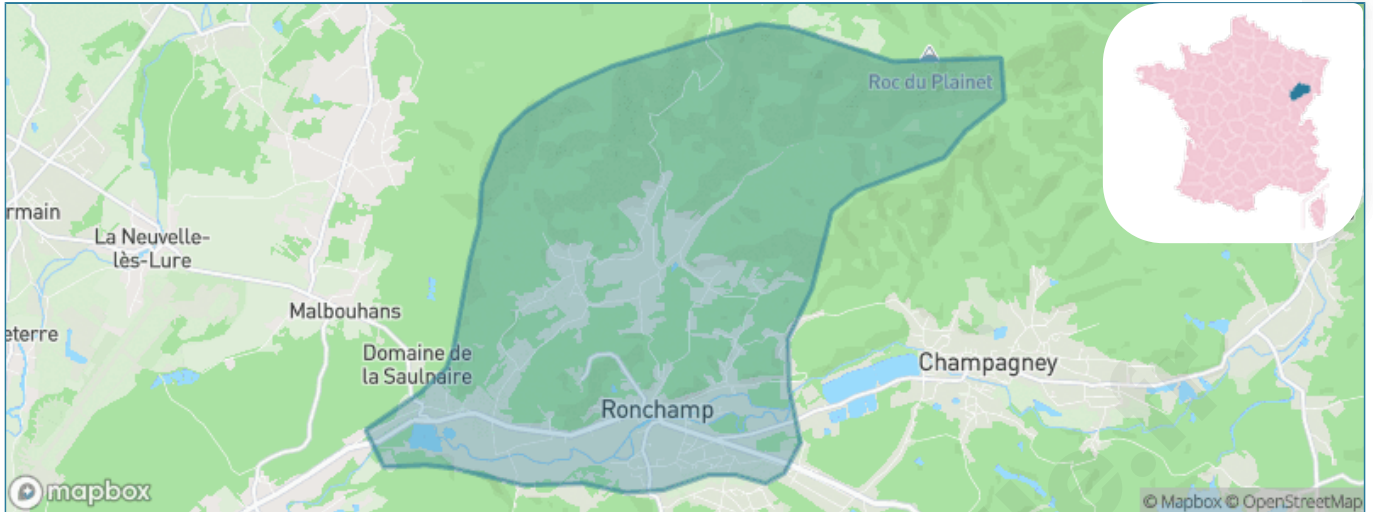 Roc du Plainet
rmain
La Neuvelle-
lès-Lure
Malbouhans
eterre
Domaine de
la Saulnaire
Champagney
Ronchamp
mapbox
© Mapbox © OpenStreetMap